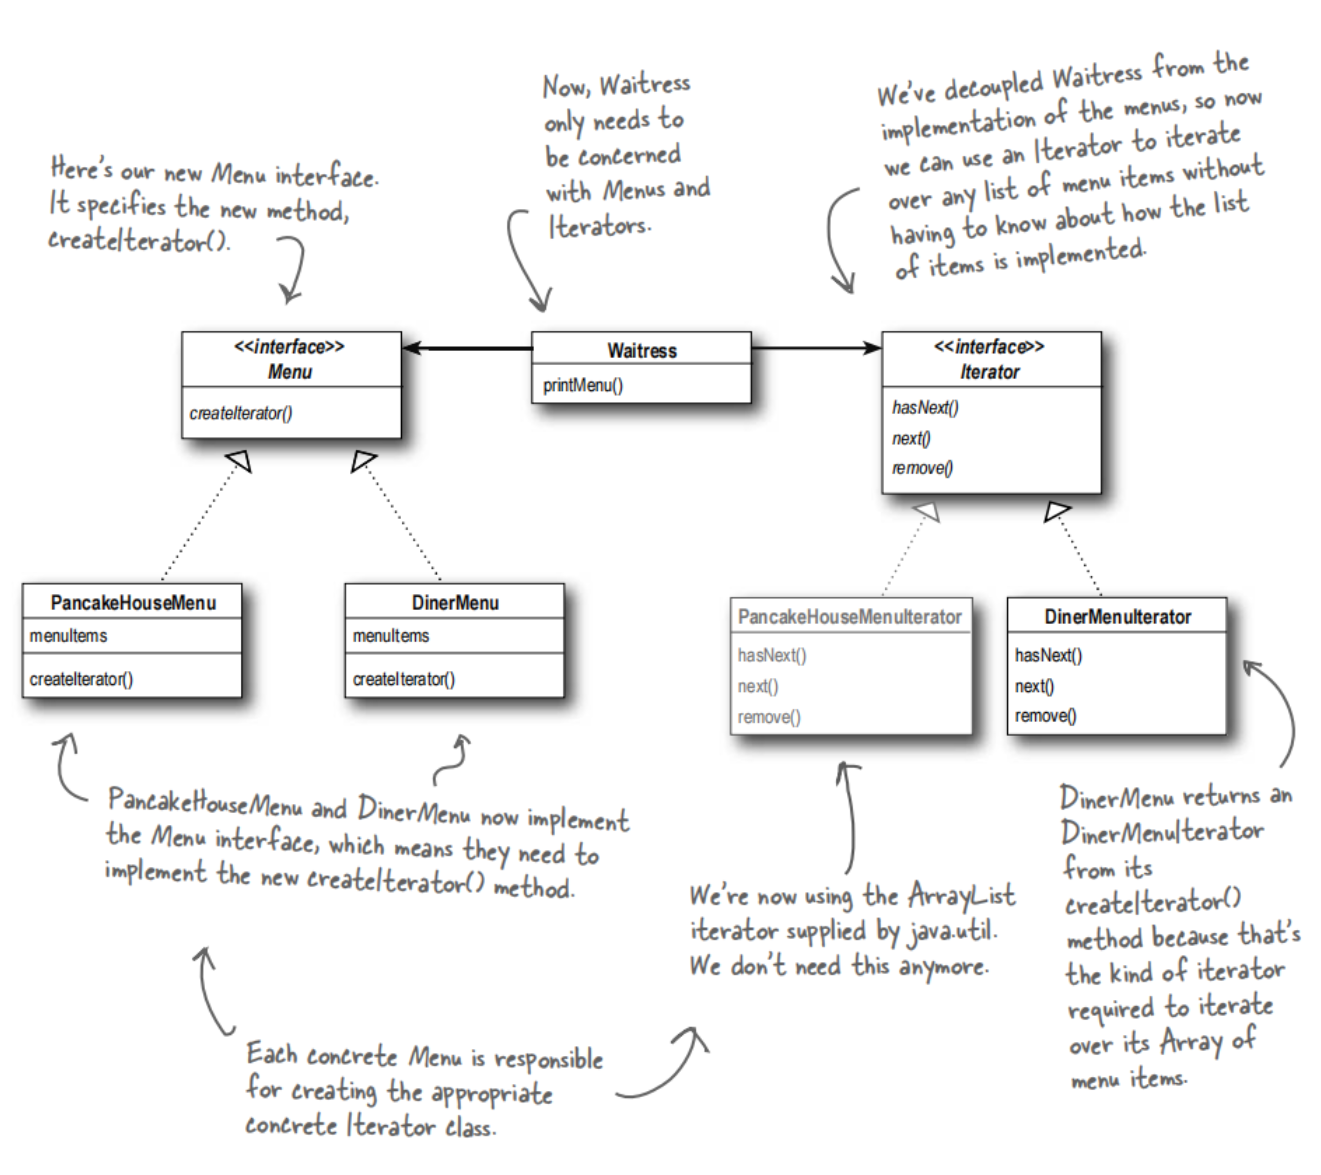 Here's our new Menu interface.
It specifies the new method,
createIterator().
Now, Waitress
only needs to
be concerned
with Menus and
Iterators.
We've decoupled Waitress from the
implementation of the menus, so now
we can use an Iterator to iterate
over any list of menu items without
having to know about how the list
of items is implemented.
<<interface>>
Menu
createIterator()
Waitress
printMenu()
<<interface>>
Iterator
hasNext()
next()
remove()
PancakeHouseMenu
menuItems
createIterator()
DinerMenu
menuItems
createIterator()
PancakeHouseMenuIterator
hasNext()
next()
remove()
DinerMenuIterator
hasNext()
next()
remove()
PancakeHouseMenu and DinerMenu now implement
the Menu interface, which means they need to
implement the new createIterator() method.
We're now using the ArrayList
iterator supplied by java.util.
We don't need this anymore.
DinerMenu returns an
DinerMenuIterator
from its
createIterator()
method because that's
the kind of iterator
required to iterate
over its Array of
menu items.
Each concrete Menu is responsible
for creating the appropriate
concrete Iterator class.